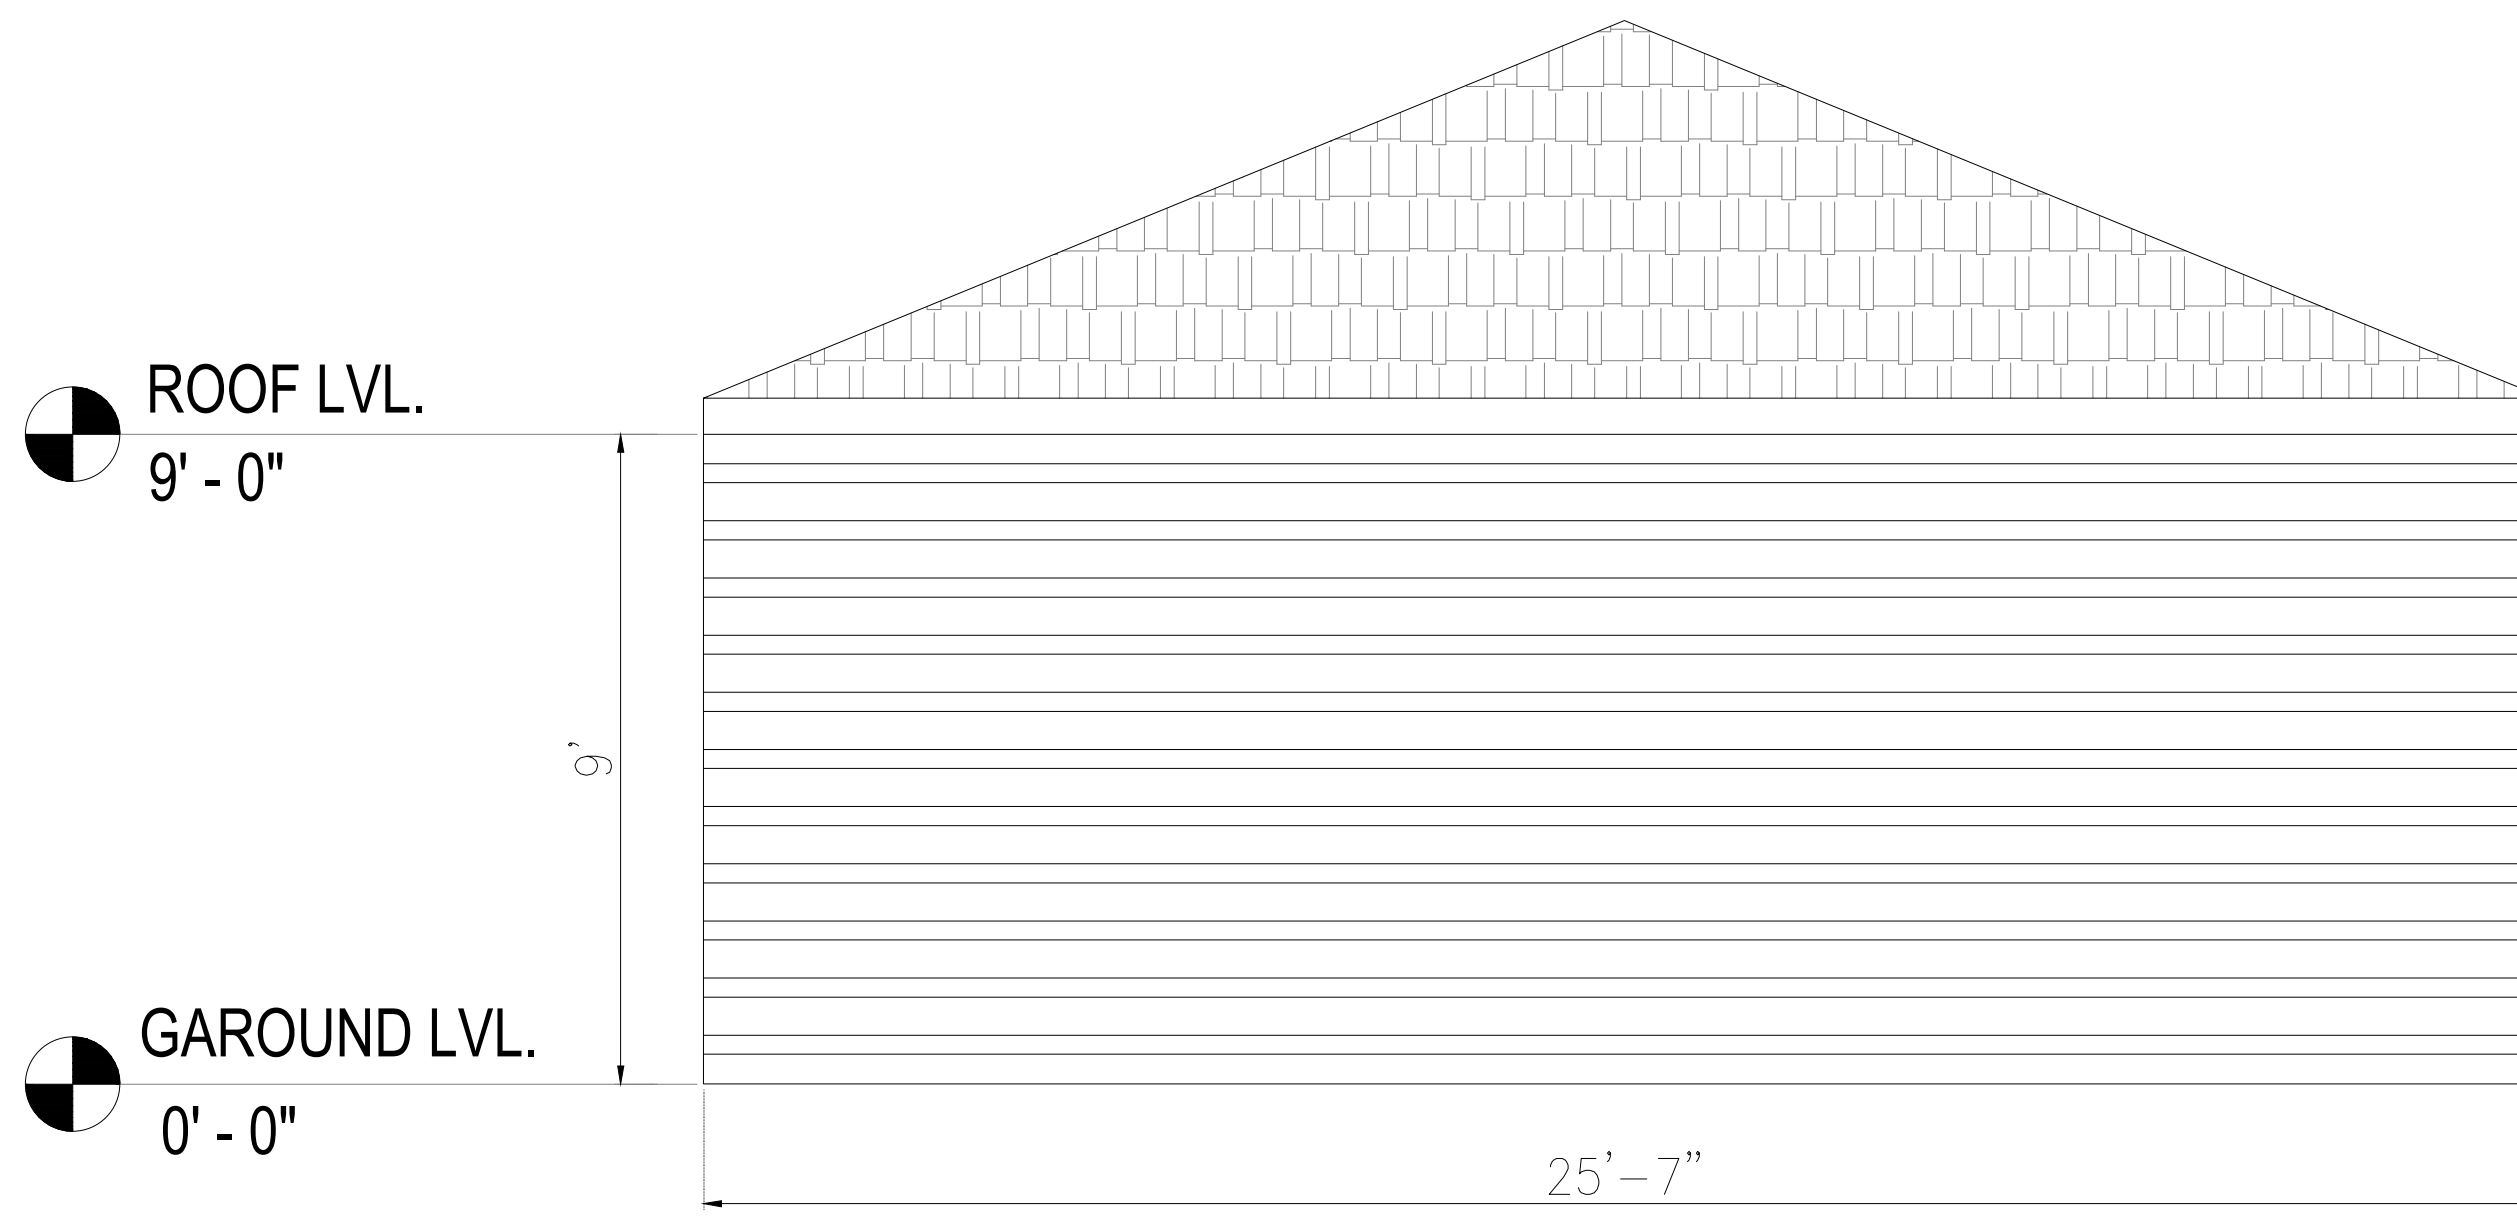 ROOF LVL.
9' - 0"
9'
GAROUND LVL.
0' - 0"
25'-7"